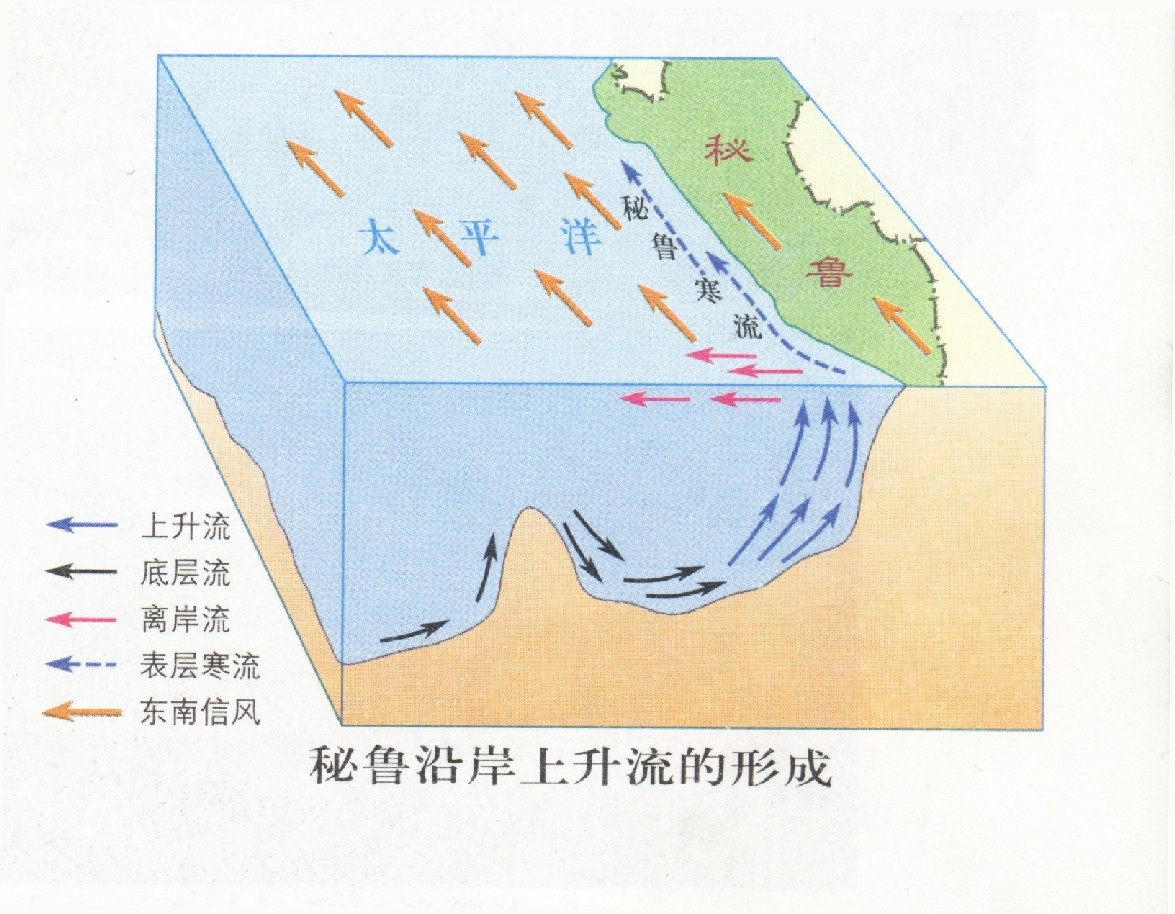 秘鲁
太平洋
秘鲁寒流
上升流
底层流
离岸流
表层寒流
东南信风
秘鲁沿岸上升流的形成